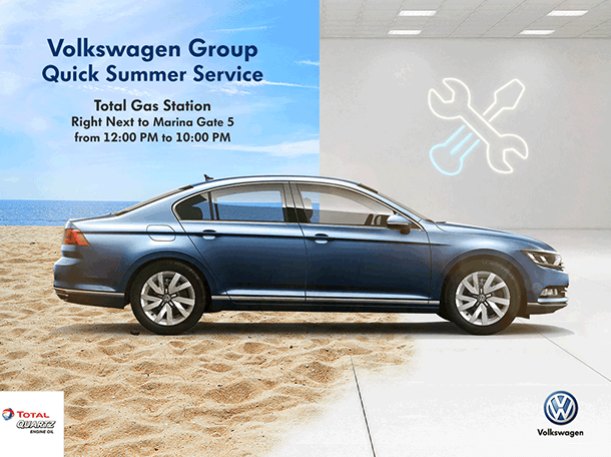 Volkswagen Group
Quick Summer Service
Total Gas Station
Right Next to Marina Gate 5
from 12:00 PM to 10:00 PM
TOTAL
QUARTZ
ENGINE OIL
Volkswagen